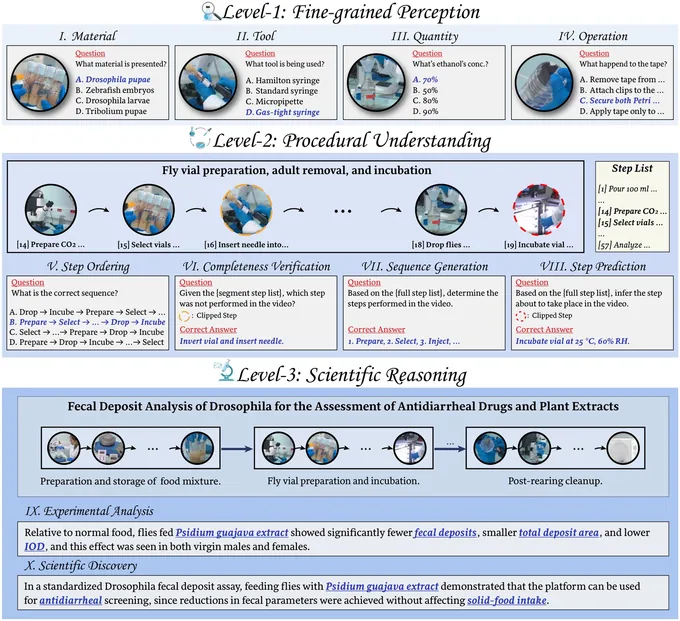 Level-1: Fine-grained Perception
I. Material
Question
What material is presented?
A. Drosophila pupae
B. Zebrafish embryos
C. Drosophila larvae
D. Tribolium pupae
II. Tool
Question
What tool is being used?
A. Hamilton syringe
B. Standard syringe
C. Micropipette
D. Gas-tight syringe
III. Quantity
Question
What's ethanol's conc.?
A. 70%
B. 50%
C. 80%
D. 90%
IV. Operation
Question
What happend to the tape?
A. Remove tape from ...
B. Attach clips to the ...
C. Secure both Petri ...
D. Apply tape only to ...
Level-2: Procedural Understanding
Fly vial preparation, adult removal, and incubation
[14] Prepare CO2 ...
[15] Select vials ...
[16] Insert needle into...
...
[18] Drop flies ...
[19] Incubate vial ...
Step List
[1] Pour 100 ml ...
...
[14] Prepare CO2 ...
[15] Select vials ...
...
[57] Analyze ...
V. Step Ordering
Question
What is the correct sequence?
A. Drop → Incube → Prepare → Select → ...
B. Prepare → Select → ... → Drop → Incube
C. Select → ...→ Prepare → Drop → Incube
D. Prepare → Drop → Incube → ...→ Select
VI. Completeness Verification
Question
Given the {segment step list}, which step
was not performed in the video?
: Clipped Step
Correct Answer
Invert vial and insert needle.
VII. Sequence Generation
Question
Based on the {full step list}, determine the
steps performed in the video.
Correct Answer
1. Prepare, 2. Select, 3. Inject, ...
VIII. Step Prediction
Question
Based on {full step list}, infer the step
about to take place in the video.
: Clipped Step
Correct Answer
Incubate vial at 25 °C, 60% RH.
Level-3: Scientific Reasoning
Fecal Deposit Analysis of Drosophila for the Assessment of Antidiarrheal Drugs and Plant Extracts
...
Preparation and storage of food mixture.
...
Fly vial preparation and incubation.
...
...
Post-rearing cleanup.
IX. Experimental Analysis
Relative to normal food, flies fed Psidium guajava extract showed significantly fewer fecal deposits, smaller total deposit area, and lower
IOD, and this effect was seen in both virgin males and females.
X. Scientific Discovery
In a standardized Drosophila fecal deposit assay, feeding flies with Psidium guajava extract demonstrated that the platform can be used
for antidiarrheal screening, since reductions in fecal parameters were achieved without affecting solid-food intake.